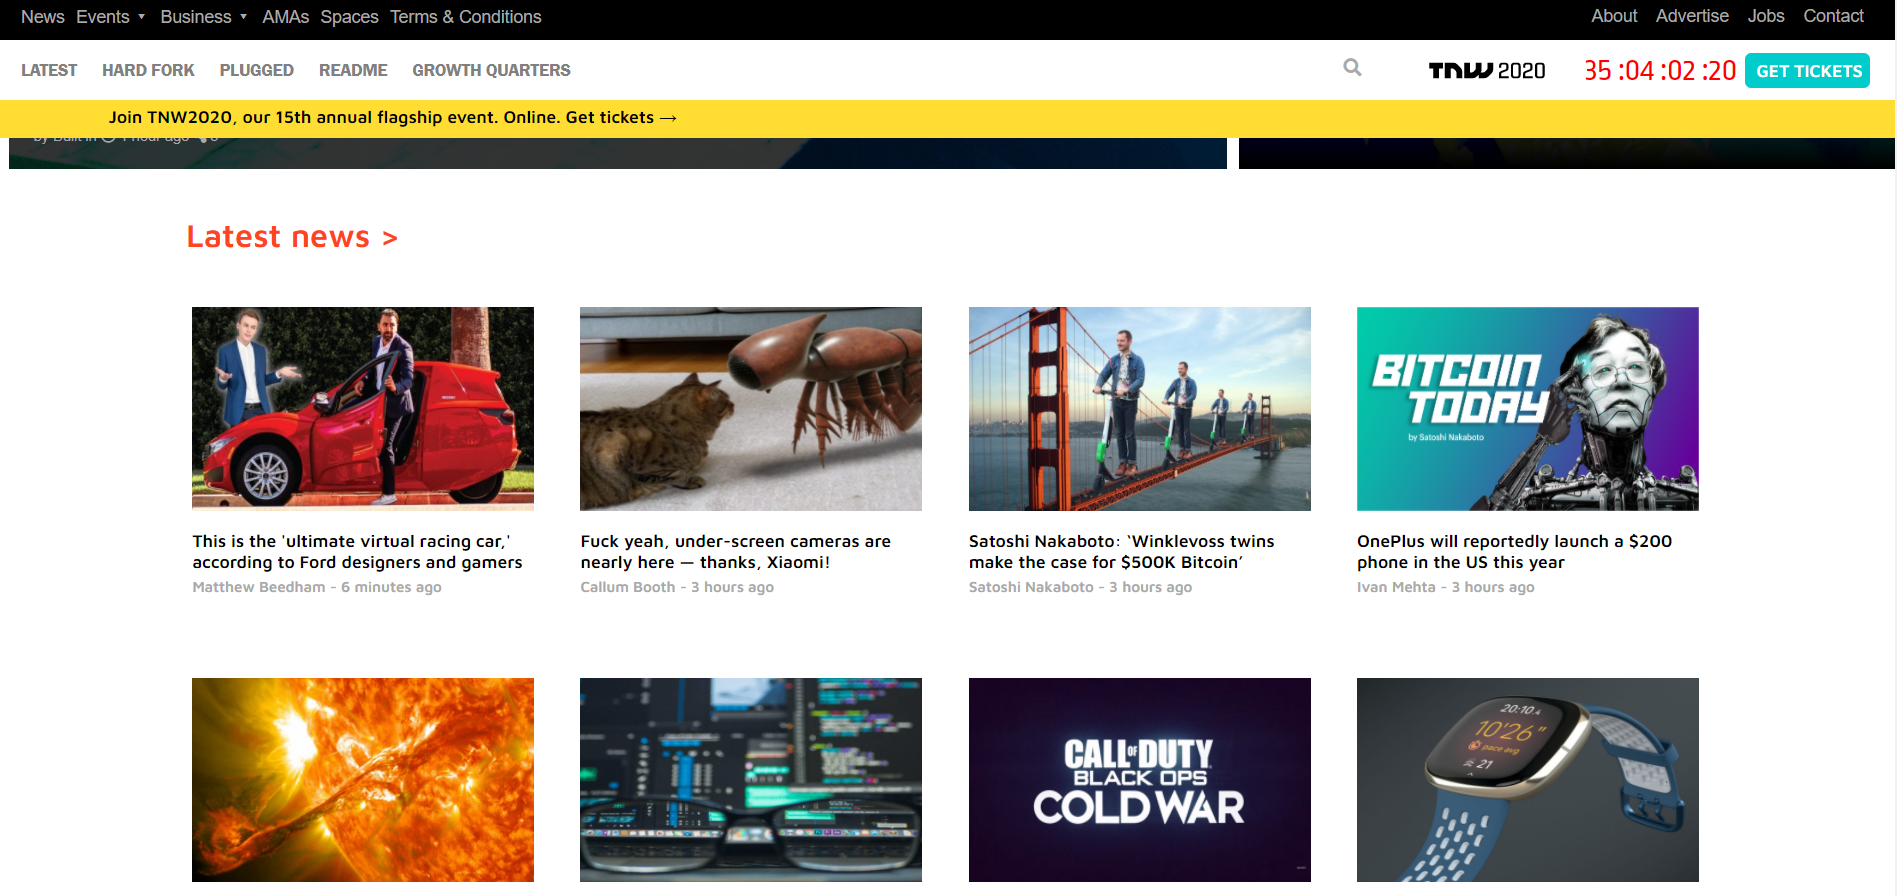 News Events Business AMAs Spaces Terms & Conditions About Advertise Jobs Contact
LATEST HARD FORK PLUGGED README GROWTH QUARTERS TNW 2020 35 :04 :02 :20 GET TICKETS
Join TNW2020, our 15th annual flagship event. Online. Get tickets →
by Built In 1 hour ago
Latest news >
BITCOIN
TODAY
by Satoshi Nakaboto
This is the 'ultimate virtual racing car,'
according to Ford designers and gamers
Matthew Beedham - 6 minutes ago
Fuck yeah, under-screen cameras are
nearly here — thanks, Xiaomi!
Callum Booth - 3 hours ago
Satoshi Nakaboto: ‘Winklevoss twins
make the case for $500K Bitcoin’
Satoshi Nakaboto - 3 hours ago
OnePlus will reportedly launch a $200
phone in the US this year
Ivan Mehta - 3 hours ago
CALL OF DUTY
BLACK OPS
COLD WAR
20:10
10'26"
pace avg
21